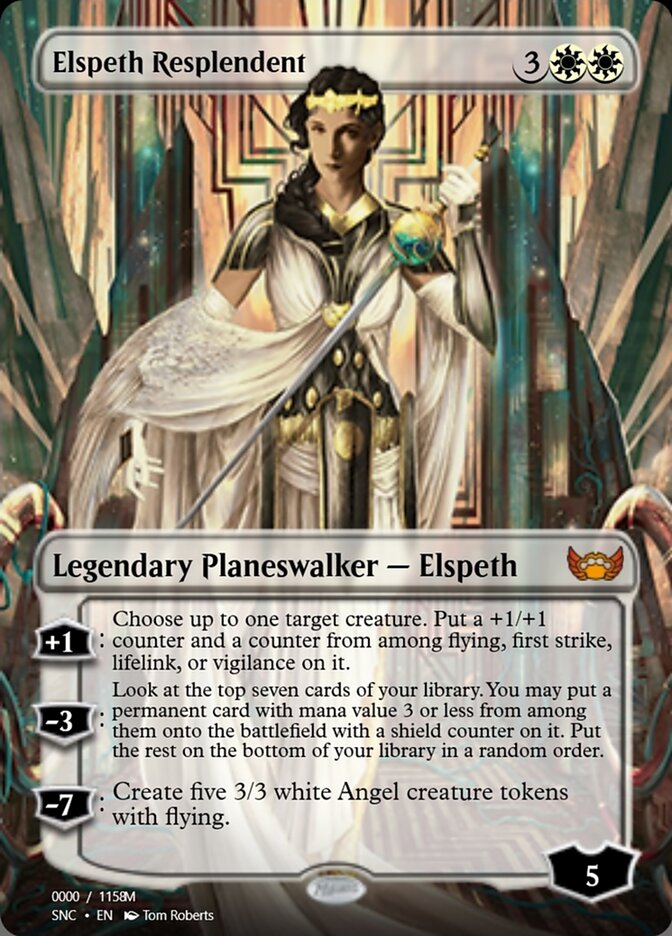 Elspeth Resplendent 3
Legendary Planeswalker — Elspeth
+1 : Choose up to one target creature. Put a +1/+1
counter and a counter from among flying, first strike,
lifelink, or vigilance on it.
Look at the top seven cards of your library. You may put a
–3 : permanent card with mana value 3 or less from among
them onto the battlefield with a shield counter on it. Put
the rest on the bottom of your library in a random order.
–7 : Create five 3/3 white Angel creature tokens
with flying.
5
0000 / 1158M
SNC • EN Tom Roberts